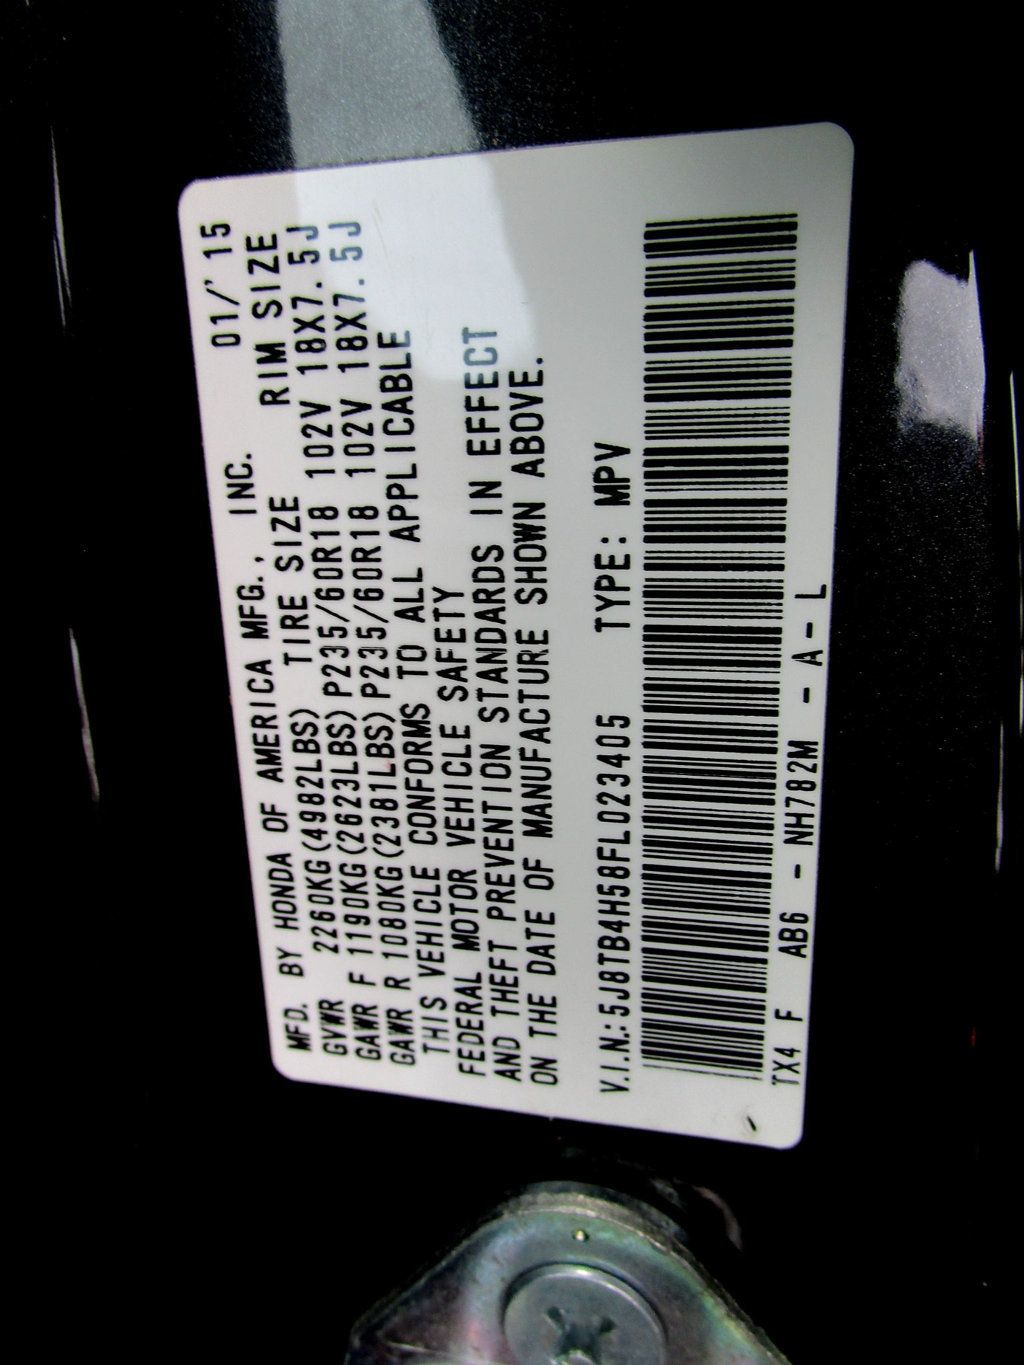 MFD. BY HONDA OF AMERICA MFG., INC. 01/'15
GVWR 2260KG(4982LBS) TIRE SIZE RIM SIZE
GAWR F 1190KG(2623LBS) P235/60R18 102V 18X7.5J
GAWR R 1080KG(2381LBS) P235/60R18 102V 18X7.5J
THIS VEHICLE CONFORMS TO ALL APPLICABLE
FEDERAL MOTOR VEHICLE SAFETY
AND THEFT PREVENTION STANDARDS IN EFFECT
ON THE DATE OF MANUFACTURE SHOWN ABOVE.
V.I.N.:5J8TB4H58FL023405 TYPE: MPV
TX4 F AB6 - NH782M - A - L